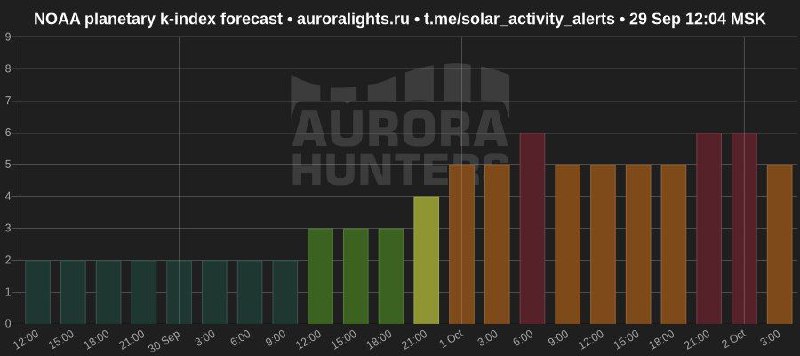 NOAA planetary k-index forecast • auroralights.ru • t.me/solar_activity_alerts • 29 Sep 12:04 MSK
9
8
7
6
5
4
3
2
1
0
AURORA
HUNTERS
12:00 15:00 18:00 21:00 30 Sep 3:00 6:00 9:00 12:00 15:00 18:00 21:00 1 Oct 3:00 6:00 9:00 12:00 15:00 18:00 21:00 2 Oct 3:00